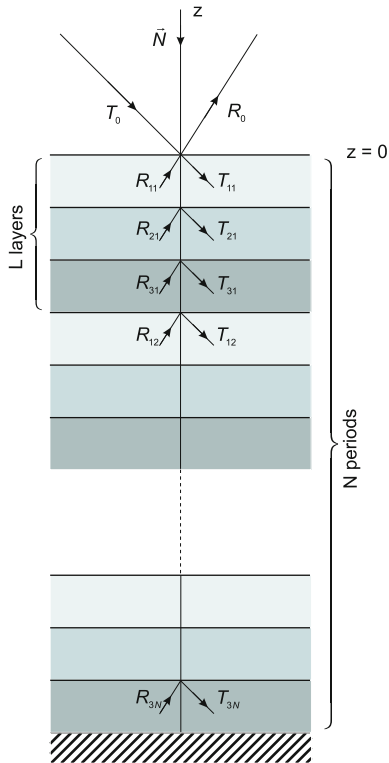 z
N⃗
T₀
R₀
z = 0
R₁₁
T₁₁
R₂₁
T₂₁
L layers
R₃₁
T₃₁
R₁₂
T₁₂
N periods
R₃N
T₃N